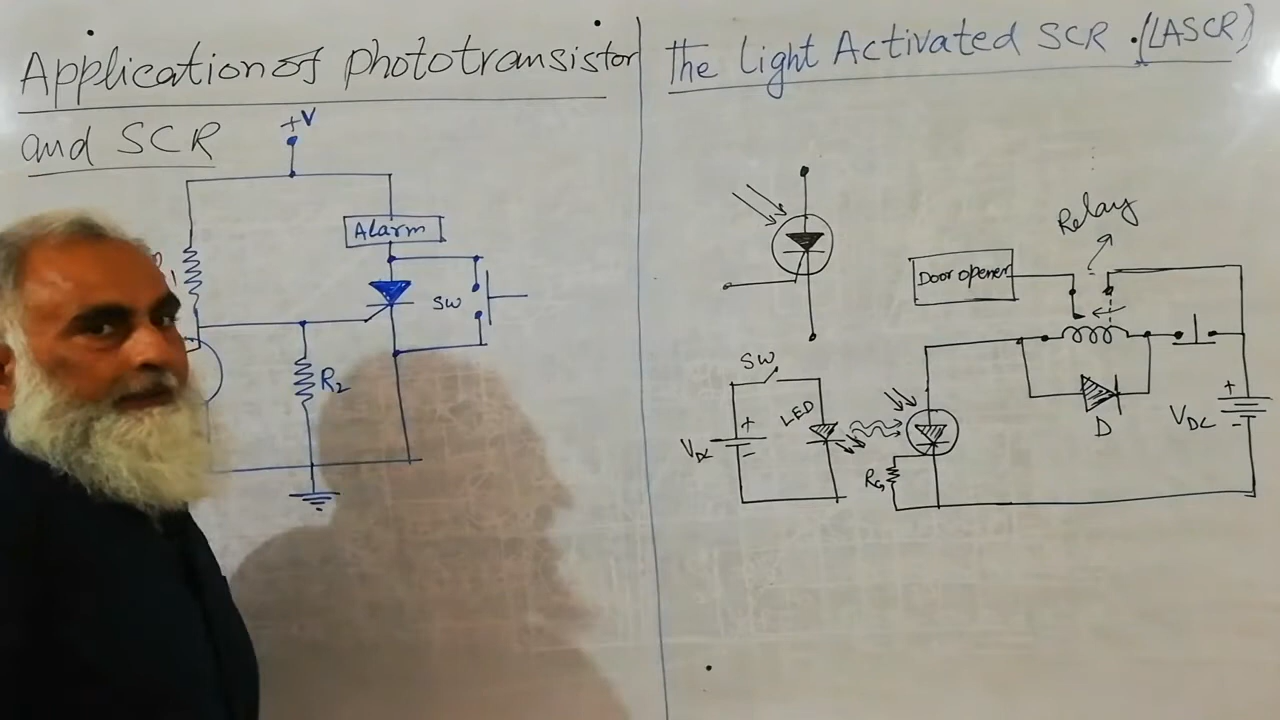 Application of phototransistor
and SCR
+V
Alarm
SW
R2
The Light Activated SCR.(LASCR)
Relay
Door opener
SW
LED
+
VDC
-
RG
D
+
VDC
-